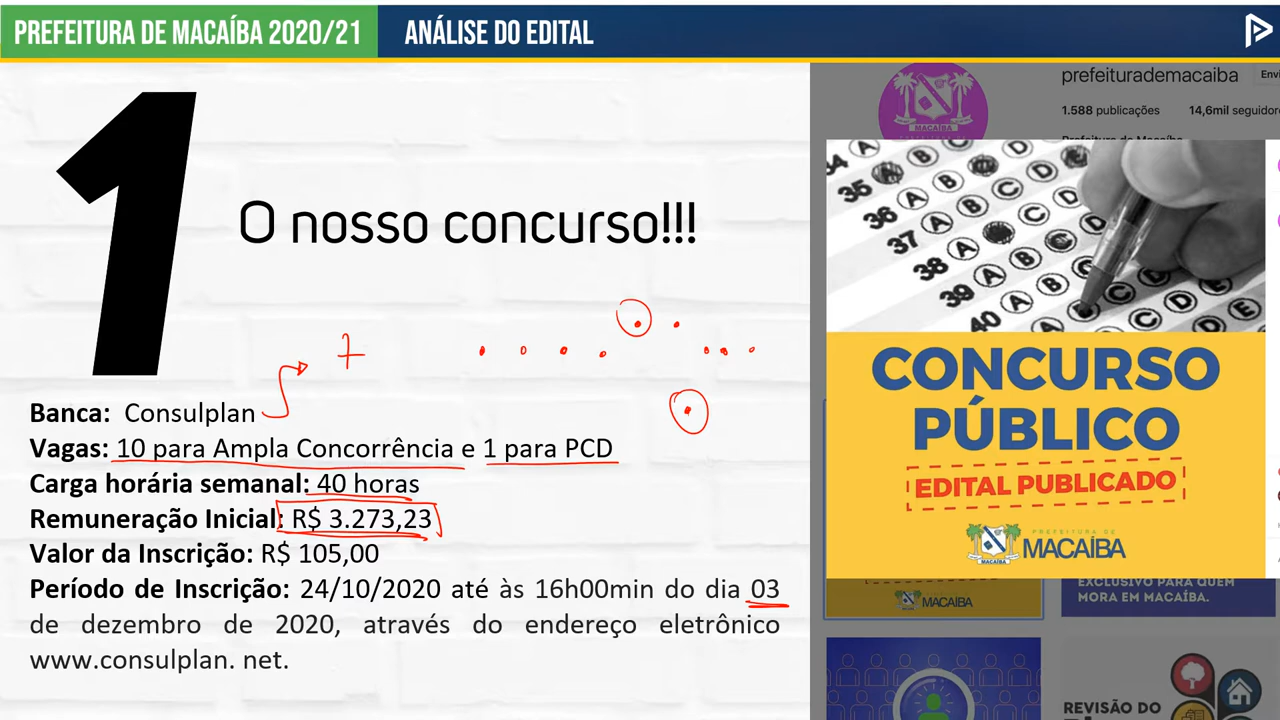 PREFEITURA DE MACAÍBA 2020/21
ANÁLISE DO EDITAL
1
O nosso concurso!!!
+
Banca: Consulplan
Vagas: 10 para Ampla Concorrência e 1 para PCD
Carga horária semanal: 40 horas
Remuneração Inicial: R$ 3.273,23
Valor da Inscrição: R$ 105,00
Período de Inscrição: 24/10/2020 até às 16h00min do dia 03
de dezembro de 2020, através do endereço eletrônico
www.consulplan. net.
prefeiturademacaiba
Envi
1.588 publicações 14,6mil seguidor
MACAÍBA
34 A
35 A B C D
36 A B C D
37 A B C D
38 A C D E
39 A B C
40 A B C D E
A C D E
CONCURSO
PÚBLICO
EDITAL PUBLICADO
PREFEITURA DE
MACAÍBA
MACAÍBA
MACAÍBA
EXCLUSIVO PARA QUEM
MORA EM MACAÍBA.
REVISÃO DO